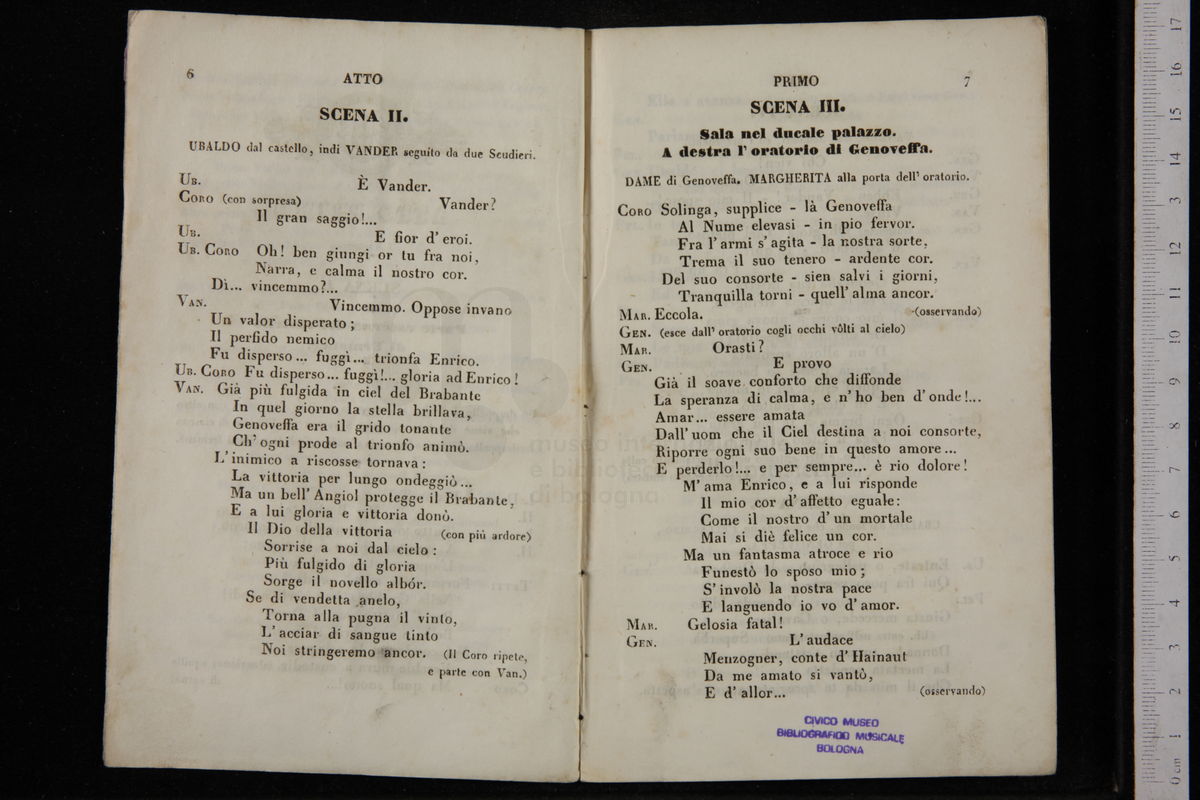 6
ATTO
SCENA II.
UBALDO dal castello, indi VANDER seguito da due Scudieri.
UB. È Vander.
CORO (con sorpresa) Vander?
Il gran saggio!...
UB. E fior d' eroi.
UB. CORO Oh! ben giungi or tu fra noi,
Narra, e calma il nostro cor.
Dì... vincemmo?...
VAN. Vincemmo. Oppose invano
Un valor disperato;
Il perfido nemico
Fu disperso... fuggì... trionfa Enrico.
UB. CORO Fu disperso... fuggì!... gloria ad Enrico!
VAN. Già più fulgida in ciel del Brabante
In quel giorno la stella brillava,
Genoveffa era il grido tonante
Ch' ogni prode al trionfo animò.
L' inimico a riscosse tornava:
La vittoria per lungo ondeggiò...
Ma un bell' Angiol protegge il Brabante,
E a lui gloria e vittoria donò.
Il Dio della vittoria (con più ardore)
Sorrise a noi dal cielo:
Più fulgido di gloria
Sorge il novello albór.
Se di vendetta anelo,
Torna alla pugna il vinto,
L' acciar di sangue tinto
Noi stringeremo ancor. (Il Coro ripete,
e parte con Van.)
PRIMO
7
SCENA III.
Sala nel ducale palazzo.
A destra l' oratorio di Genoveffa.
DAME di Genoveffa. MARGHERITA alla porta dell' oratorio.
CORO Solinga, supplice - là Genoveffa
Al Nume elevasi - in pio fervor.
Fra l' armi s' agita - la nostra sorte,
Trema il suo tenero - ardente cor.
Del suo consorte - sien salvi i giorni,
Tranquilla torni - quell' alma ancor.
MAR. Eccola. (osservando)
GEN. (esce dall' oratorio cogli occhi vôlti al cielo)
MAR. Orasti?
GEN. E provo
Già il soave conforto che diffonde
La speranza di calma, e n' ho ben d' onde!...
Amar... essere amata
Dall' uom che il Ciel destina a noi consorte,
Riporre ogni suo bene in questo amore...
E perderlo!... e per sempre... è rio dolore!
M' ama Enrico, e a lui risponde
Il mio cor d' affetto eguale:
Come il nostro d' un mortale
Mai si diè felice un cor.
Ma un fantasma atroce e rio
Funestò lo sposo mio;
S' involò la nostra pace
E languendo io vo d' amor.
MAR. Gelosia fatal!
GEN. L' audace
Menzogner, conte d' Hainaut
Da me amato si vantò,
E d' allor... (osservando)
CIVICO MUSEO
BIBLIOGRAFICO MUSICALE
BOLOGNA